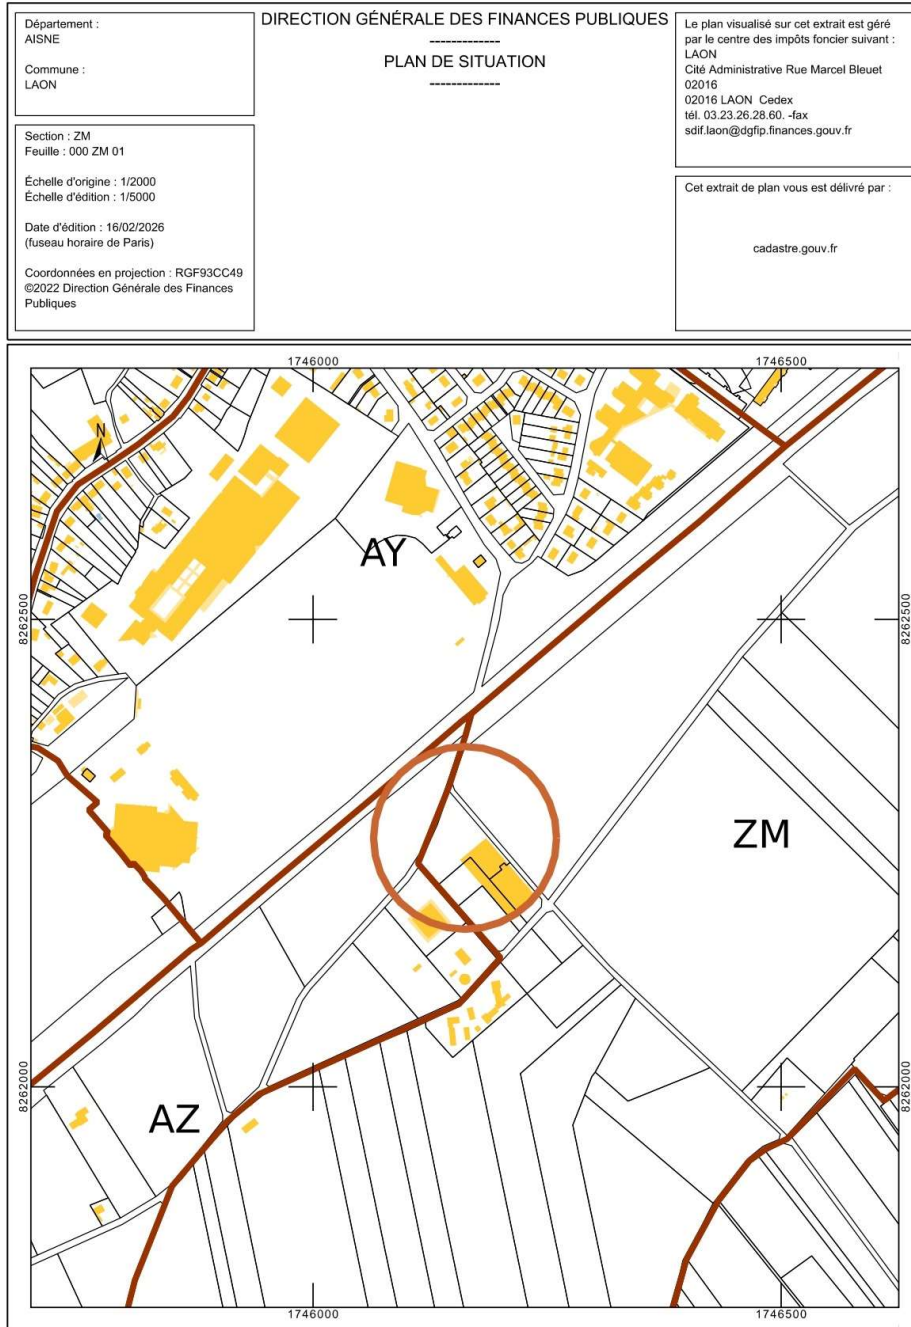 Département :
AISNE
Commune :
LAON
Section : ZM
Feuille : 000 ZM 01
Échelle d'origine : 1/2000
Échelle d'édition : 1/5000
Date d'édition : 16/02/2026
(fuseau horaire de Paris)
Coordonnées en projection : RGF93CC49
©2022 Direction Générale des Finances
Publiques
DIRECTION GÉNÉRALE DES FINANCES PUBLIQUES
-------------
PLAN DE SITUATION
-------------
Le plan visualisé sur cet extrait est géré
par le centre des impôts foncier suivant :
LAON
Cité Administrative Rue Marcel Bleuet
02016
02016 LAON Cedex
tél. 03.23.26.28.60. -fax
sdif.laon@dgfip.finances.gouv.fr
Cet extrait de plan vous est délivré par :
cadastre.gouv.fr
1746000
1746500
N
AY
8262500
8262500
ZM
8262000
8262000
AZ
1746000
1746500